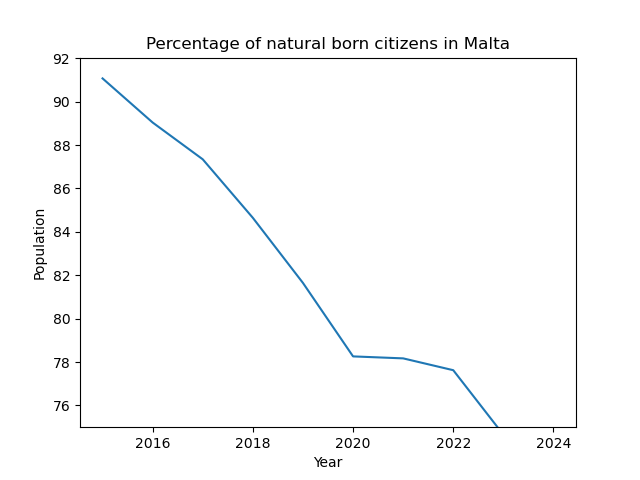 Percentage of natural born citizens in Malta
92
90
88
86
84
82
80
78
76
Population
2016 2018 2020 2022 2024
Year